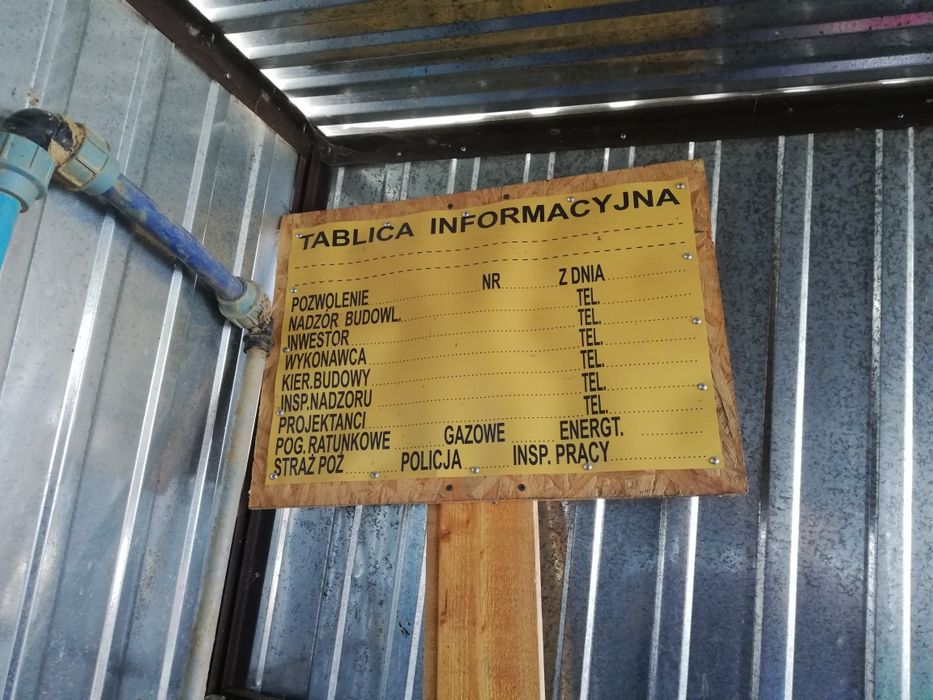 TABLICA INFORMACYJNA
POZWOLENIE NR Z DNIA
NADZÓR BUDOWL. TEL.
INWESTOR TEL.
WYKONAWCA TEL.
KIER.BUDOWY TEL.
INSP.NADZORU TEL.
PROJEKTANCI TEL.
POG.RATUNKOWE GAZOWE ENERGT.
STRAŻ POŻ POLICJA INSP. PRACY